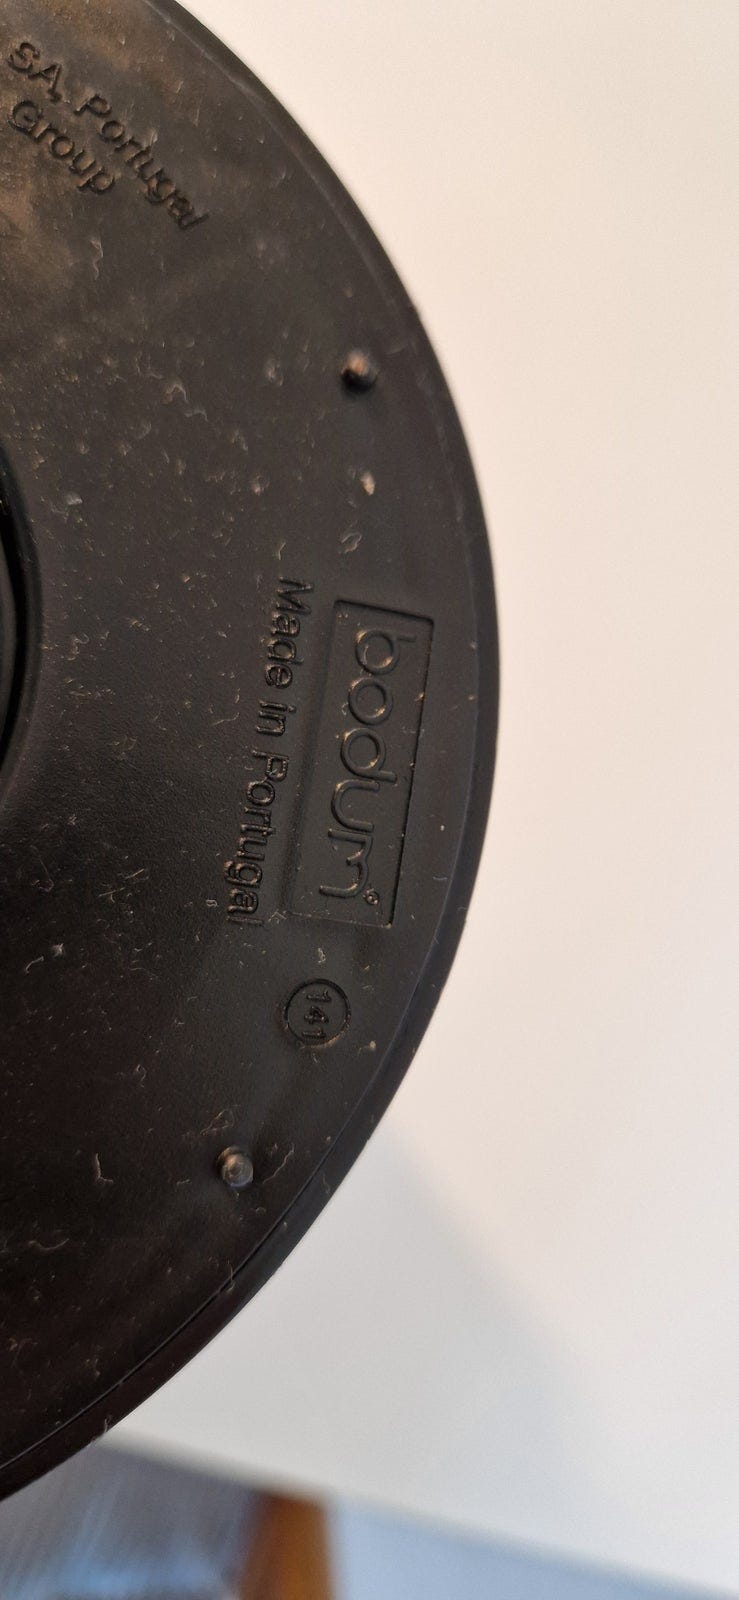 SA, Portugal
Group
bodum®
Made in Portugal
141